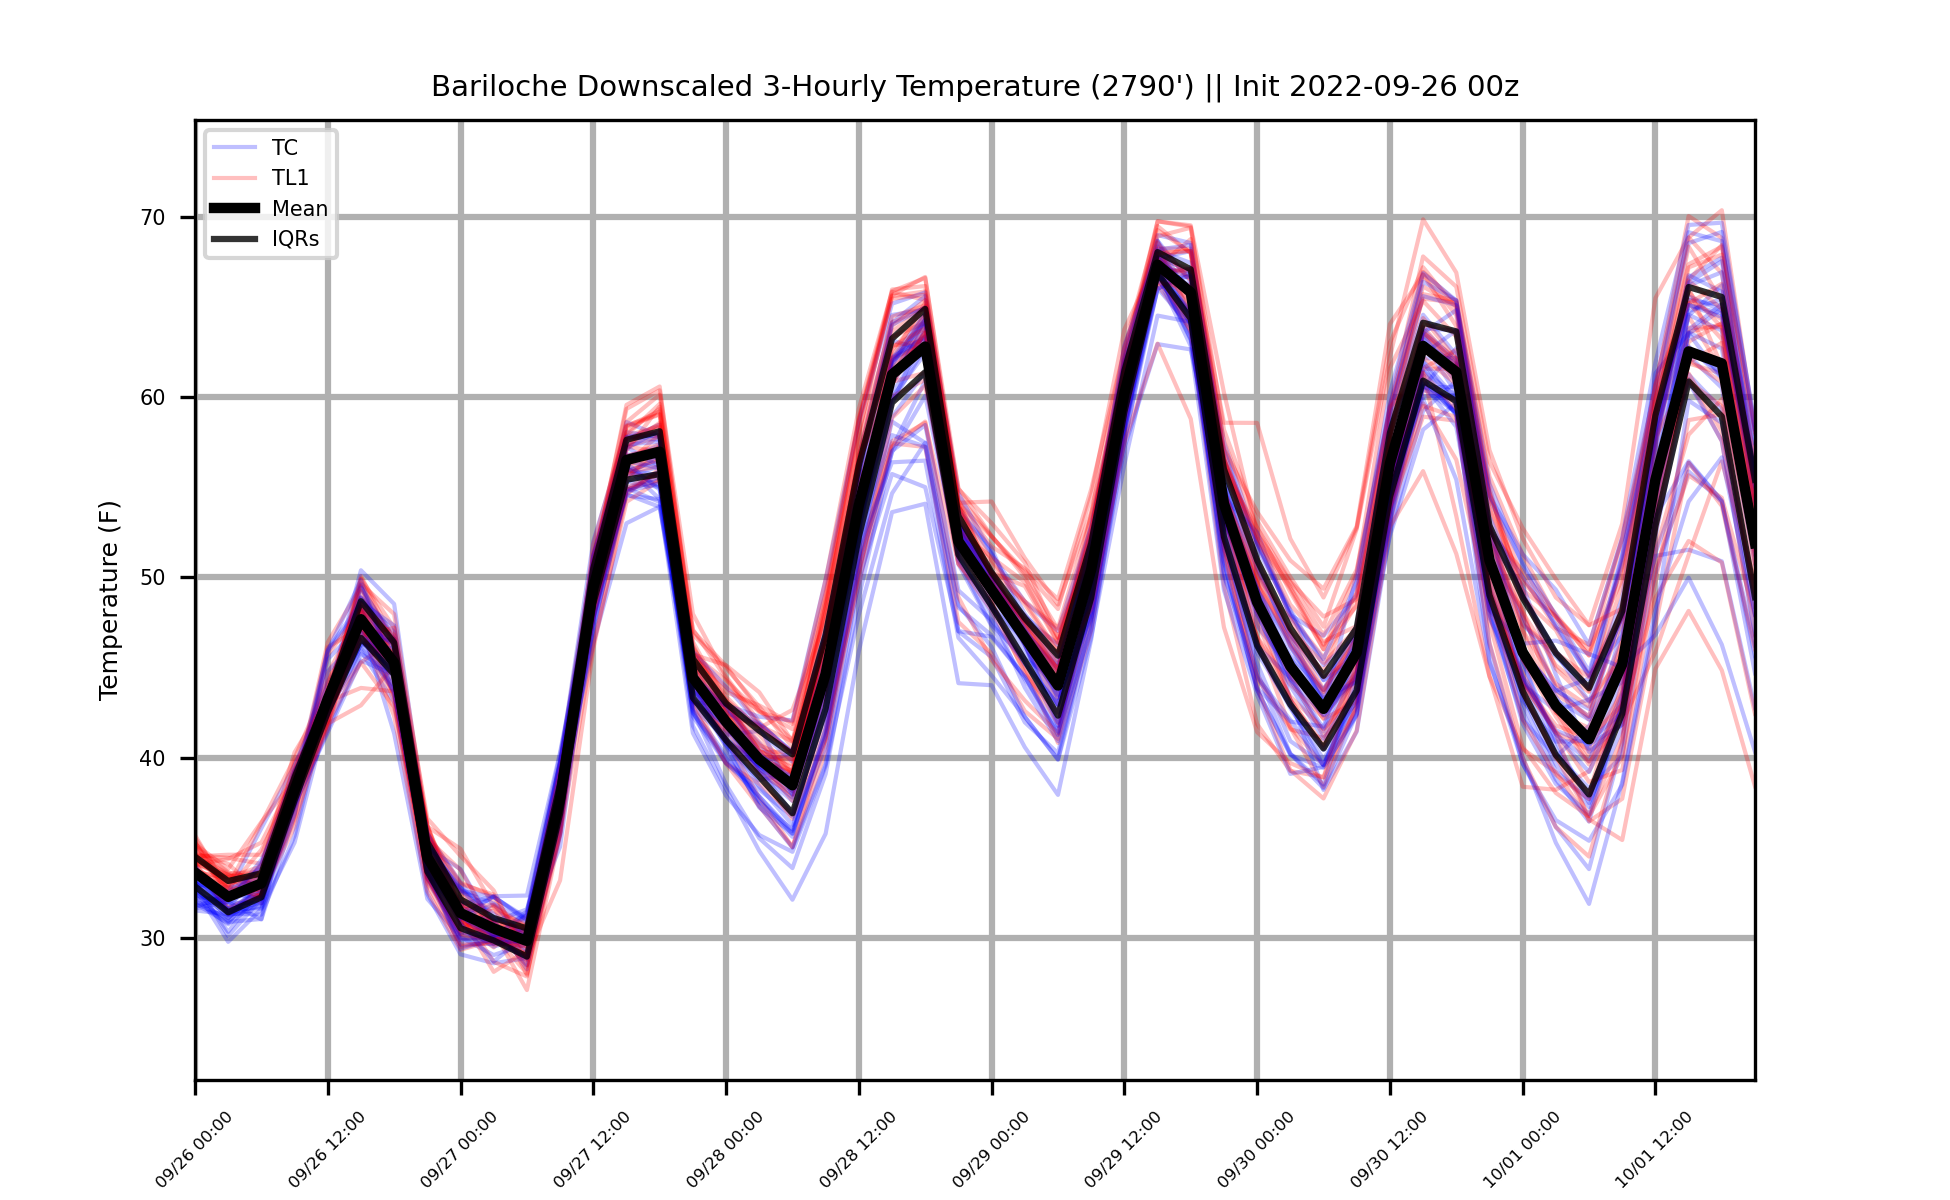 Bariloche Downscaled 3-Hourly Temperature (2790') || Init 2022-09-26 00z
TC
TL1
Mean
IQRs
Temperature (F)
70
60
50
40
30
09/26 00:00
09/26 12:00
09/27 00:00
09/27 12:00
09/28 00:00
09/28 12:00
09/29 00:00
09/29 12:00
09/30 00:00
09/30 12:00
10/01 00:00
10/01 12:00